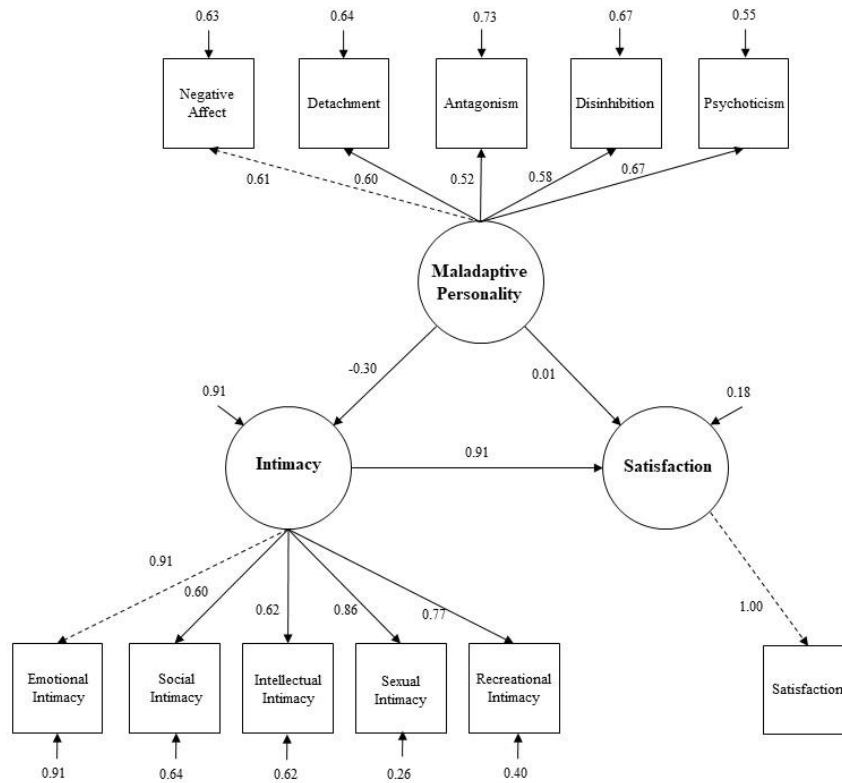 0.63
0.64
0.73
0.67
0.55
Negative
Affect
Detachment
Antagonism
Disinhibition
Psychoticism
0.61
0.60
0.52
0.58
0.67
Maladaptive
Personality
-0.30
0.01
0.91
0.18
Intimacy
0.91
Satisfaction
0.91
0.60
0.62
0.86
0.77
1.00
Emotional
Intimacy
Social
Intimacy
Intellectual
Intimacy
Sexual
Intimacy
Recreational
Intimacy
Satisfaction
0.91
0.64
0.62
0.26
0.40